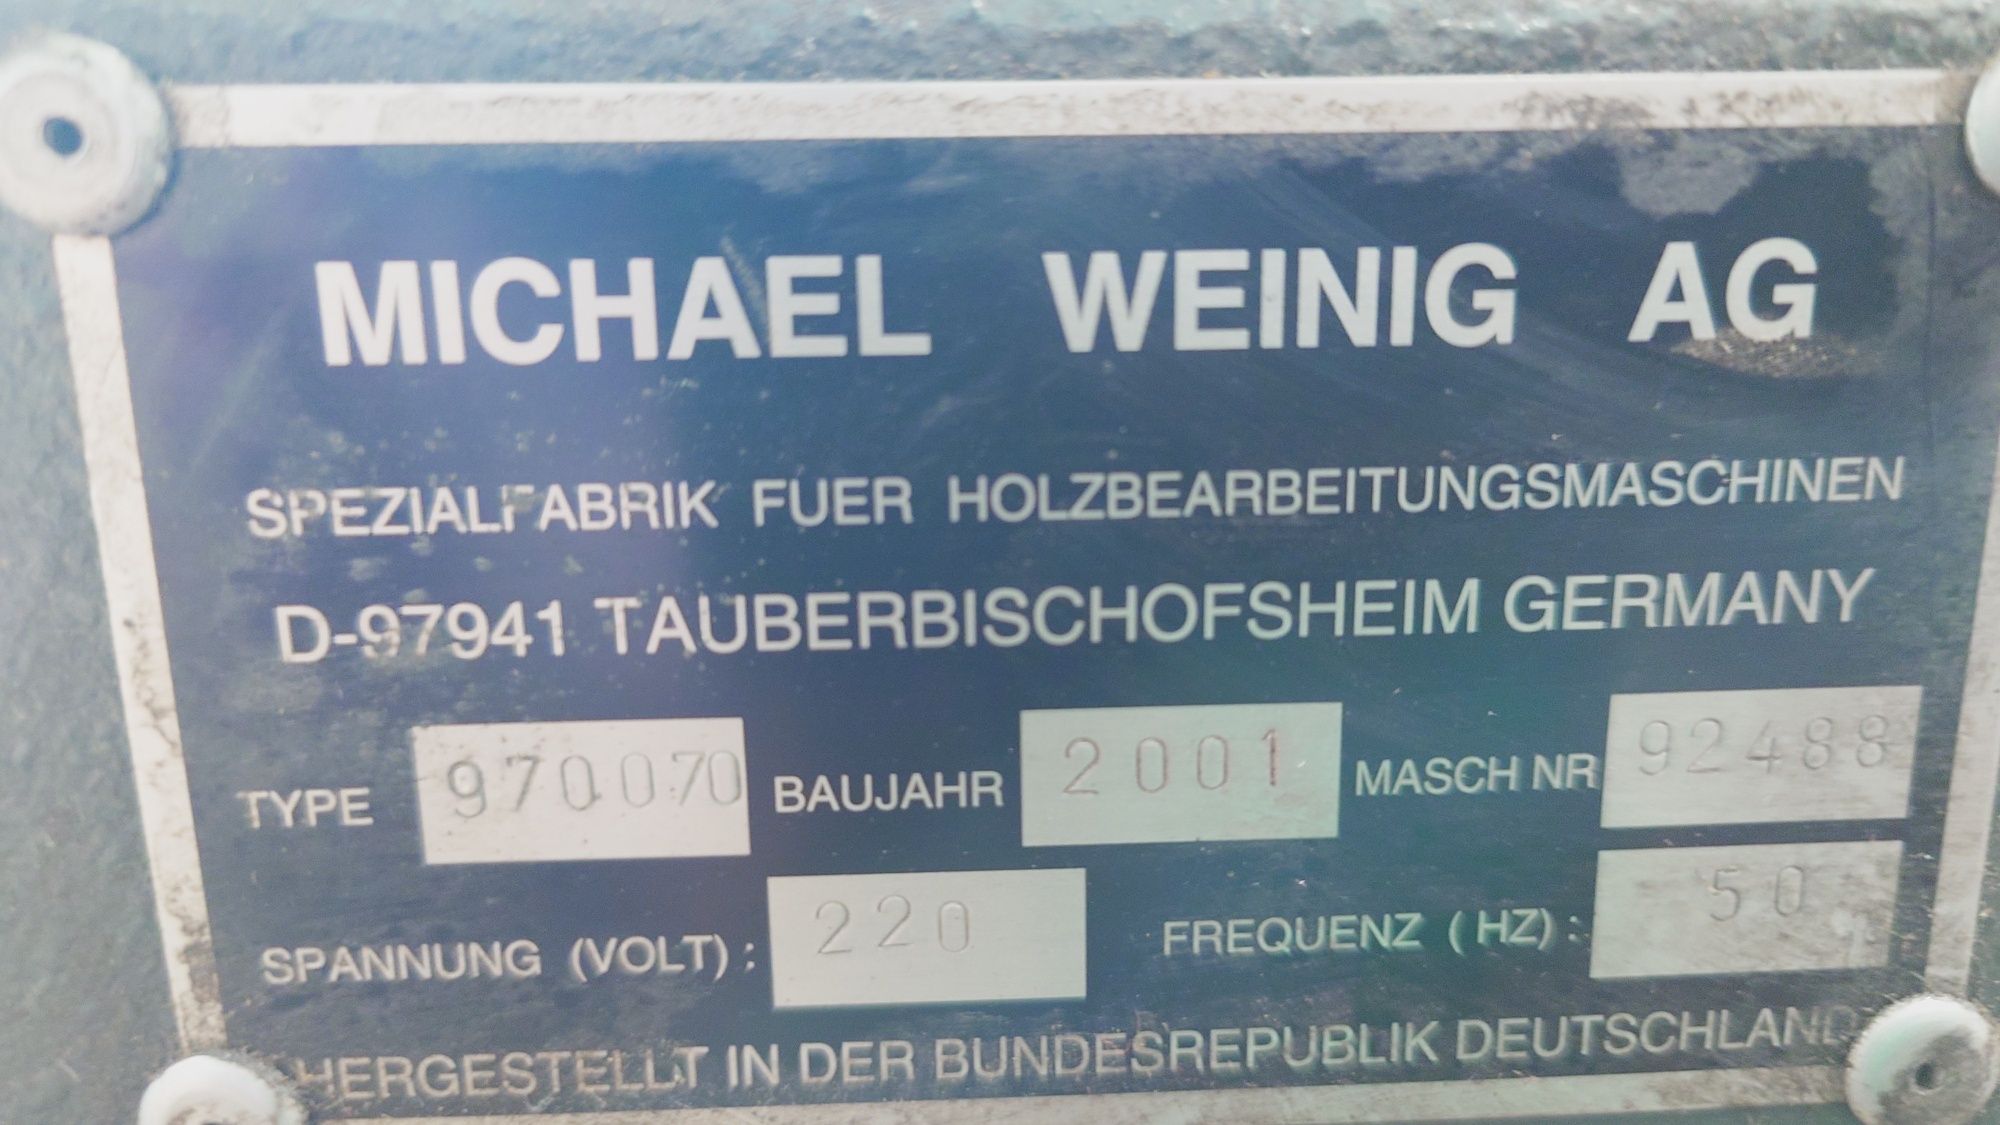 MICHAEL WEINIG AG
SPEZIALFABRIK FUER HOLZBEARBEITUNGSMASCHINEN
D-97941 TAUBERBISCHOFSHEIM GERMANY
TYPE 970070 BAUJAHR 2001 MASCH NR 92488
SPANNUNG (VOLT): 220 FREQUENZ (HZ): 50
HERGESTELLT IN DER BUNDESREPUBLIK DEUTSCHLAND